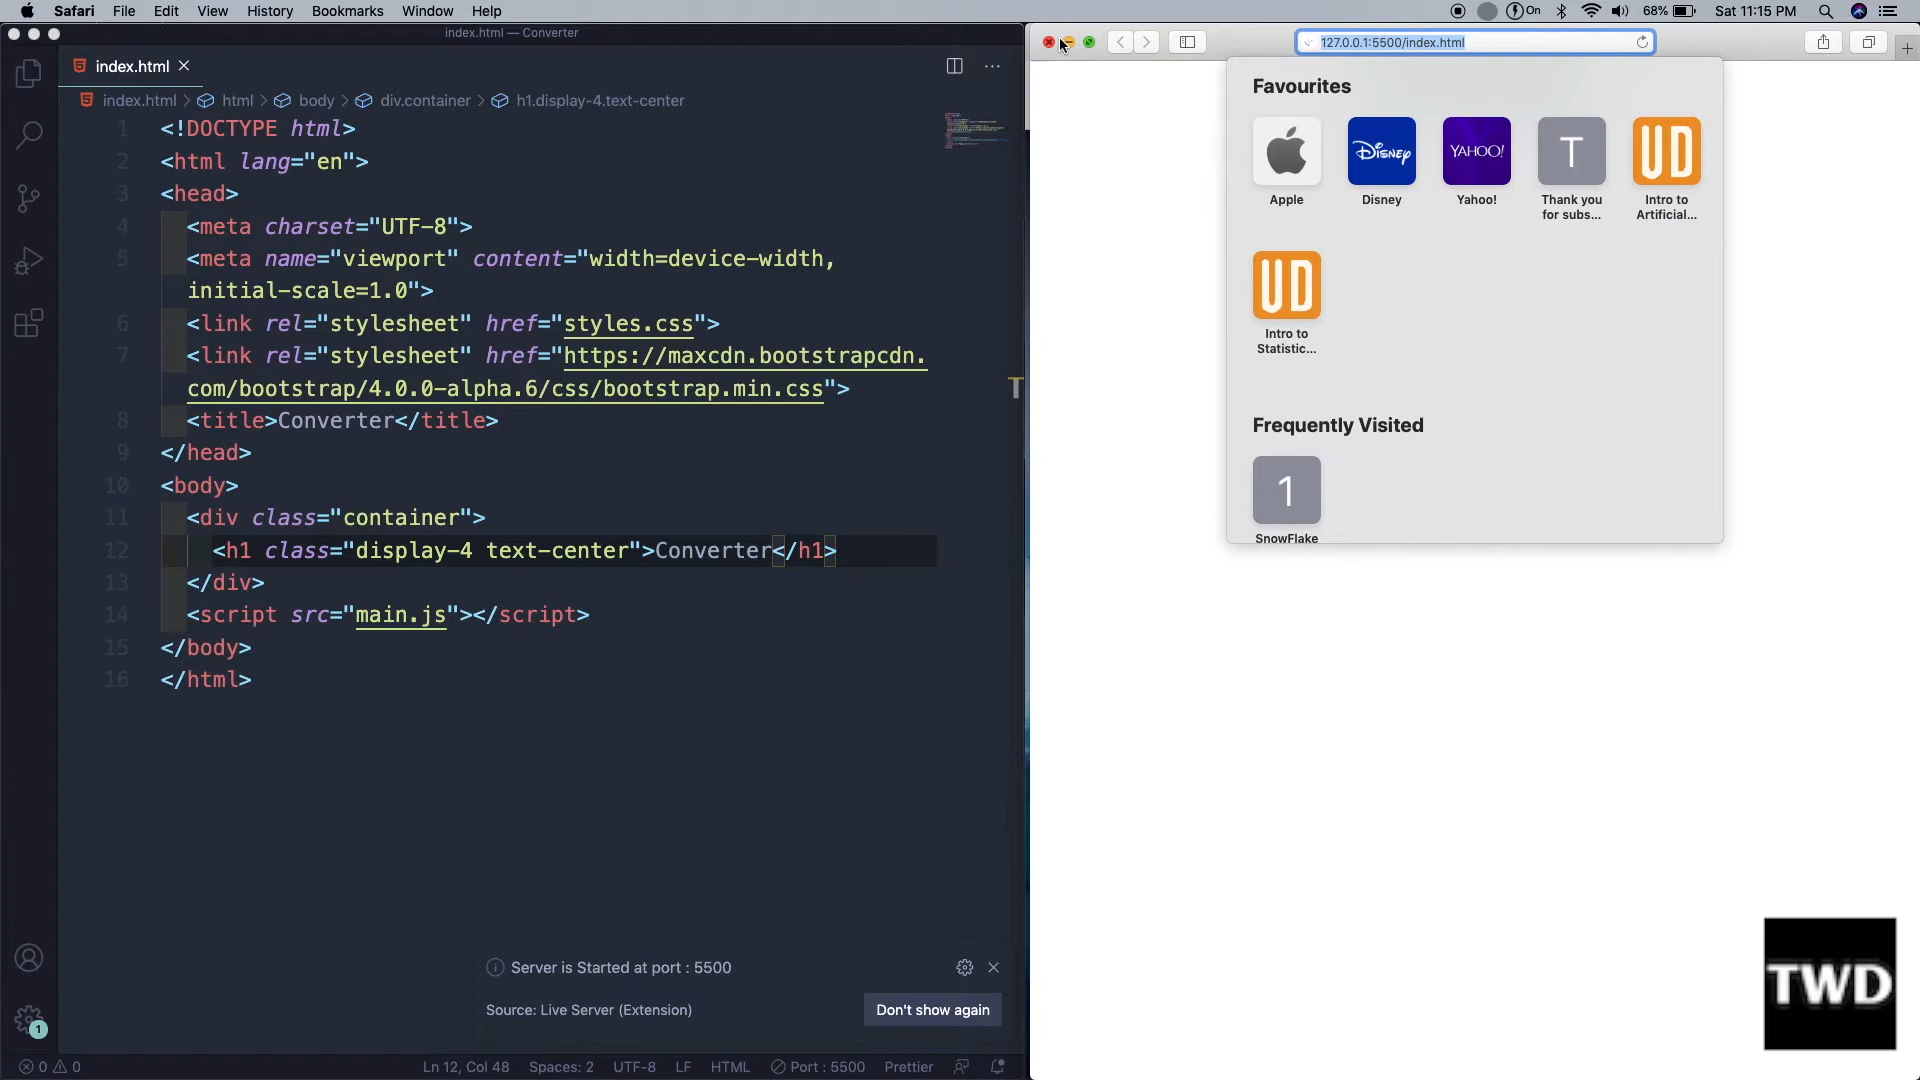 Safari File Edit View History Bookmarks Window Help
On 68% Sat 11:15 PM
index.html — Converter
index.html
index.html > html > body > div.container > h1.display-4.text-center
1 <!DOCTYPE html>
2 <html lang="en">
3 <head>
4 <meta charset="UTF-8">
5 <meta name="viewport" content="width=device-width,
initial-scale=1.0">
6 <link rel="stylesheet" href="styles.css">
7 <link rel="stylesheet" href="https://maxcdn.bootstrapcdn.
com/bootstrap/4.0.0-alpha.6/css/bootstrap.min.css">
8 <title>Converter</title>
9 </head>
10 <body>
11 <div class="container">
12 <h1 class="display-4 text-center">Converter</h1>
13 </div>
14 <script src="main.js"></script>
15 </body>
16 </html>
Server is Started at port : 5500
Source: Live Server (Extension)
Don't show again
1
0 0
Ln 12, Col 48 Spaces: 2 UTF-8 LF HTML Port : 5500 Prettier
127.0.0.1:5500/index.html
Favourites
DISNEY
YAHOO!
T
UD
Apple
Disney
Yahoo!
Thank you
for subs...
Intro to
Artificial...
UD
Intro to
Statistic...
Frequently Visited
1
SnowFlake
T
TWD